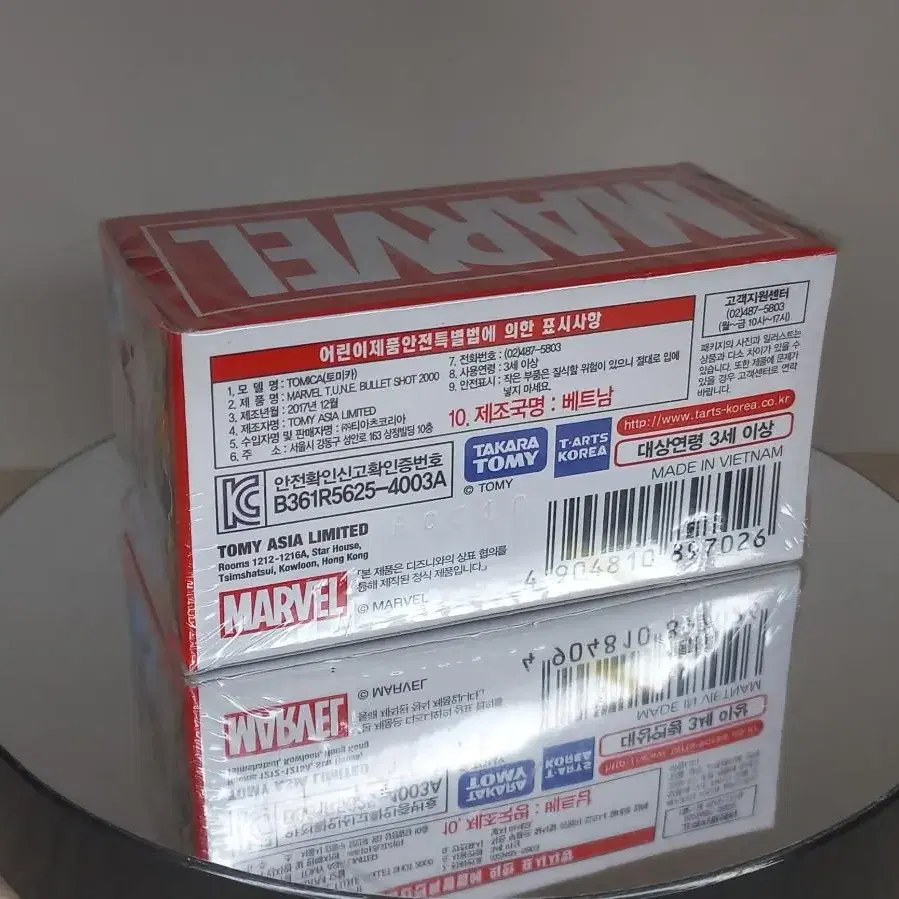 MARVEL
어린이제품안전특별법에 의한 표시사항
1. 모 델 명 : TOMICA(토미카)
2. 제 품 명 : MARVEL T.U.N.E. BULLET SHOT 2000
3. 제조년월 : 2017년 12월
4. 제조자명 : TOMY ASIA LIMITED
5. 수입자명 및 판매자명 : ㈜티아츠코리아
6. 주 소 : 서울시 강동구 성안로 163 상정빌딩 10층
7. 전화번호 : (02)487-5803
8. 사용연령 : 3세 이상
9. 안전표시 : 작은 부품은 질식할 위험이 있으니 절대로 입에
넣지 마세요.
10. 제조국명 : 베트남
고객지원센터
(02)487-5803
(월~금 10시~17시)
패키지의 사진과 일러스트는
상품과 다소 차이가 있을 수
있습니다. 또한 제품에 문제가
있을 경우 고객센터로 연락
바랍니다.
http://www.tarts-korea.co.kr
대상연령 3세 이상
MADE IN VIETNAM
TAKARA
TOMY
© TOMY
T-ARTS
KOREA
안전확인신고확인증번호
B361R5625-4003A
TOMY ASIA LIMITED
Rooms 1212-1216A, Star House,
Tsimshatsui, Kowloon, Hong Kong
MARVEL
본 제품은 디즈니와의 상표 협의를
통해 제작된 정식 제품입니다.
© MARVEL